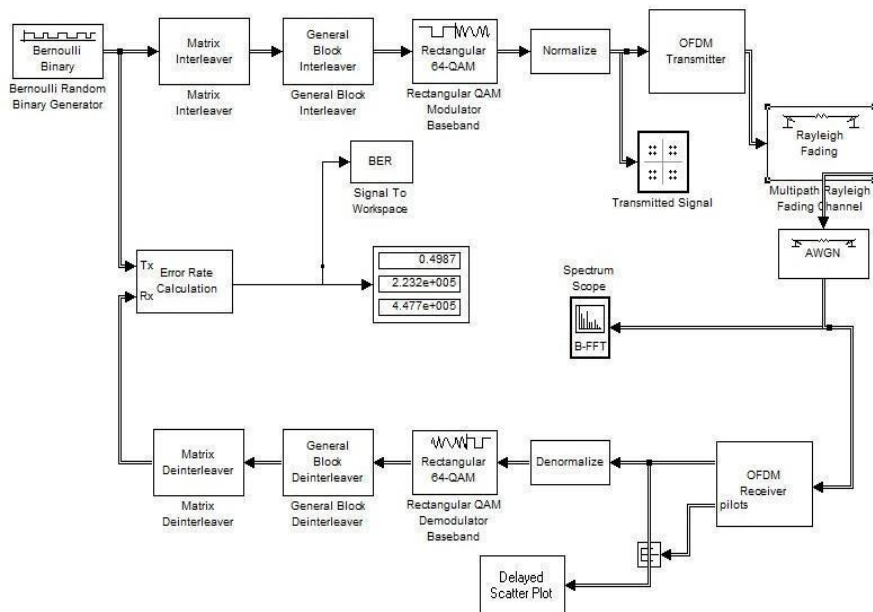 Bernoulli
Binary
Bernoulli Random
Binary Generator
Matrix
Interleaver
Matrix
Interleaver
General
Block
Interleaver
General Block
Interleaver
Rectangular
64-QAM
Rectangular QAM
Modulator
Baseband
Normalize
OFDM
Transmitter
Rayleigh
Fading
Multipath Rayleigh
Fading Channel
Transmitted Signal
BER
Signal To
Workspace
AWGN
Tx
Rx
Error Rate
Calculation
0.4987
2.232e+005
4.477e+005
Spectrum
Scope
B-FFT
Matrix
Deinterleaver
Matrix
Deinterleaver
General
Block
Deinterleaver
General Block
Deinterleaver
Rectangular
64-QAM
Rectangular QAM
Demodulator
Baseband
Denormalize
OFDM
Receiver
pilots
Delayed
Scatter Plot